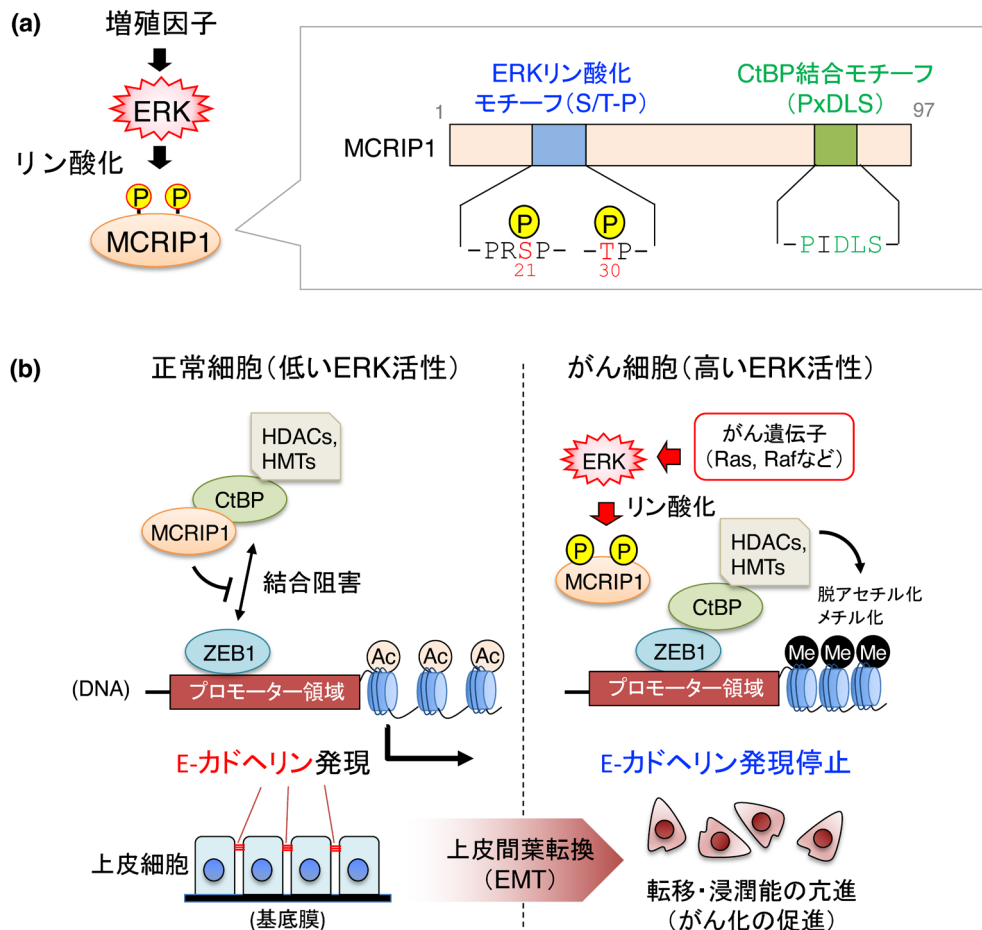 (a)
増殖因子
ERK
リン酸化
P P
MCRIP1
ERKリン酸化
モチーフ(S/T-P)
CtBP結合モチーフ
(PxDLS)
1
97
MCRIP1
P
P
-PRSP-
-TP-
21
30
-PIDLS-
(b)
正常細胞(低いERK活性)
HDACs,
HMTs
CtBP
MCRIP1
結合阻害
ZEB1
Ac Ac Ac
(DNA)
プロモーター領域
E-カドヘリン発現
上皮細胞
(基底膜)
がん細胞(高いERK活性)
がん遺伝子
(Ras, Rafなど)
ERK
リン酸化
P P
MCRIP1
HDACs,
HMTs
CtBP
脱アセチル化
メチル化
ZEB1
Me Me Me
プロモーター領域
E-カドヘリン発現停止
上皮間葉転換
(EMT)
転移・浸潤能の亢進
(がん化の促進)